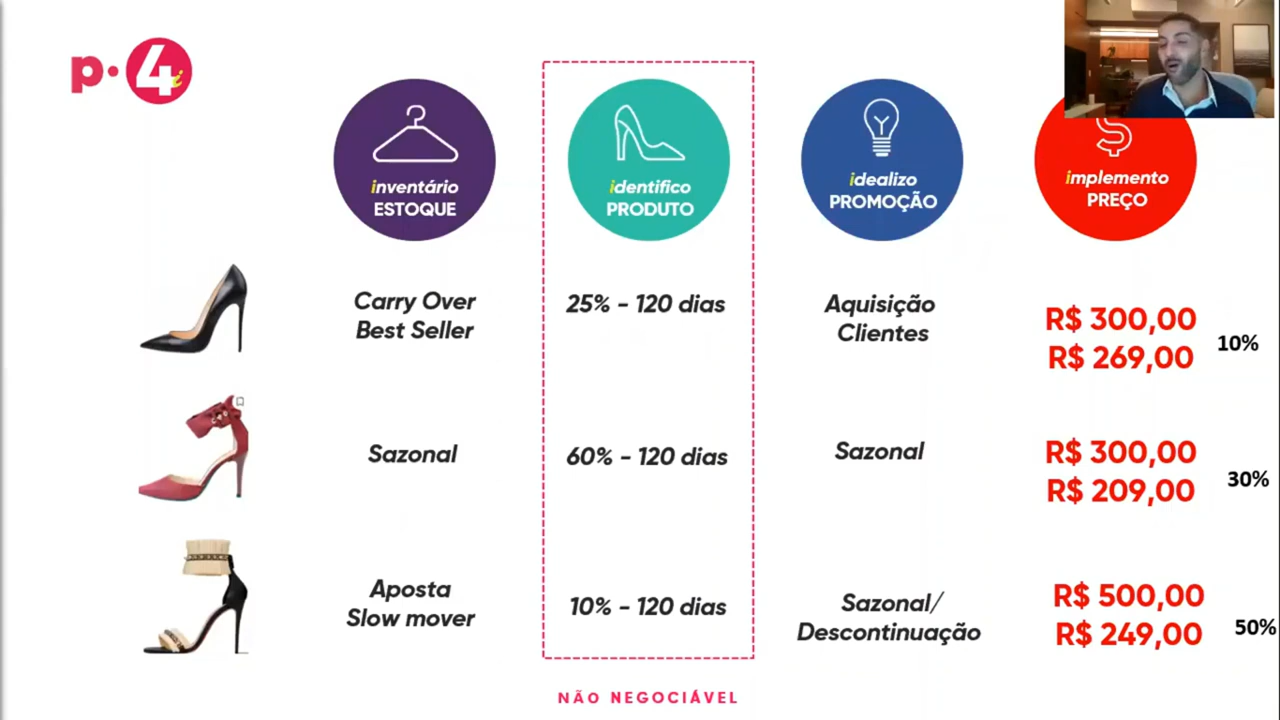 p·4i
inventário
ESTOQUE
identifico
PRODUTO
idealizo
PROMOÇÃO
implemento
PREÇO
Carry Over
Best Seller
25% - 120 dias
Aquisição
Clientes
R$ 300,00
R$ 269,00
10%
Sazonal
60% - 120 dias
Sazonal
R$ 300,00
R$ 209,00
30%
Aposta
Slow mover
10% - 120 dias
Sazonal/
Descontinuação
R$ 500,00
R$ 249,00
50%
NÃO NEGOCIÁVEL